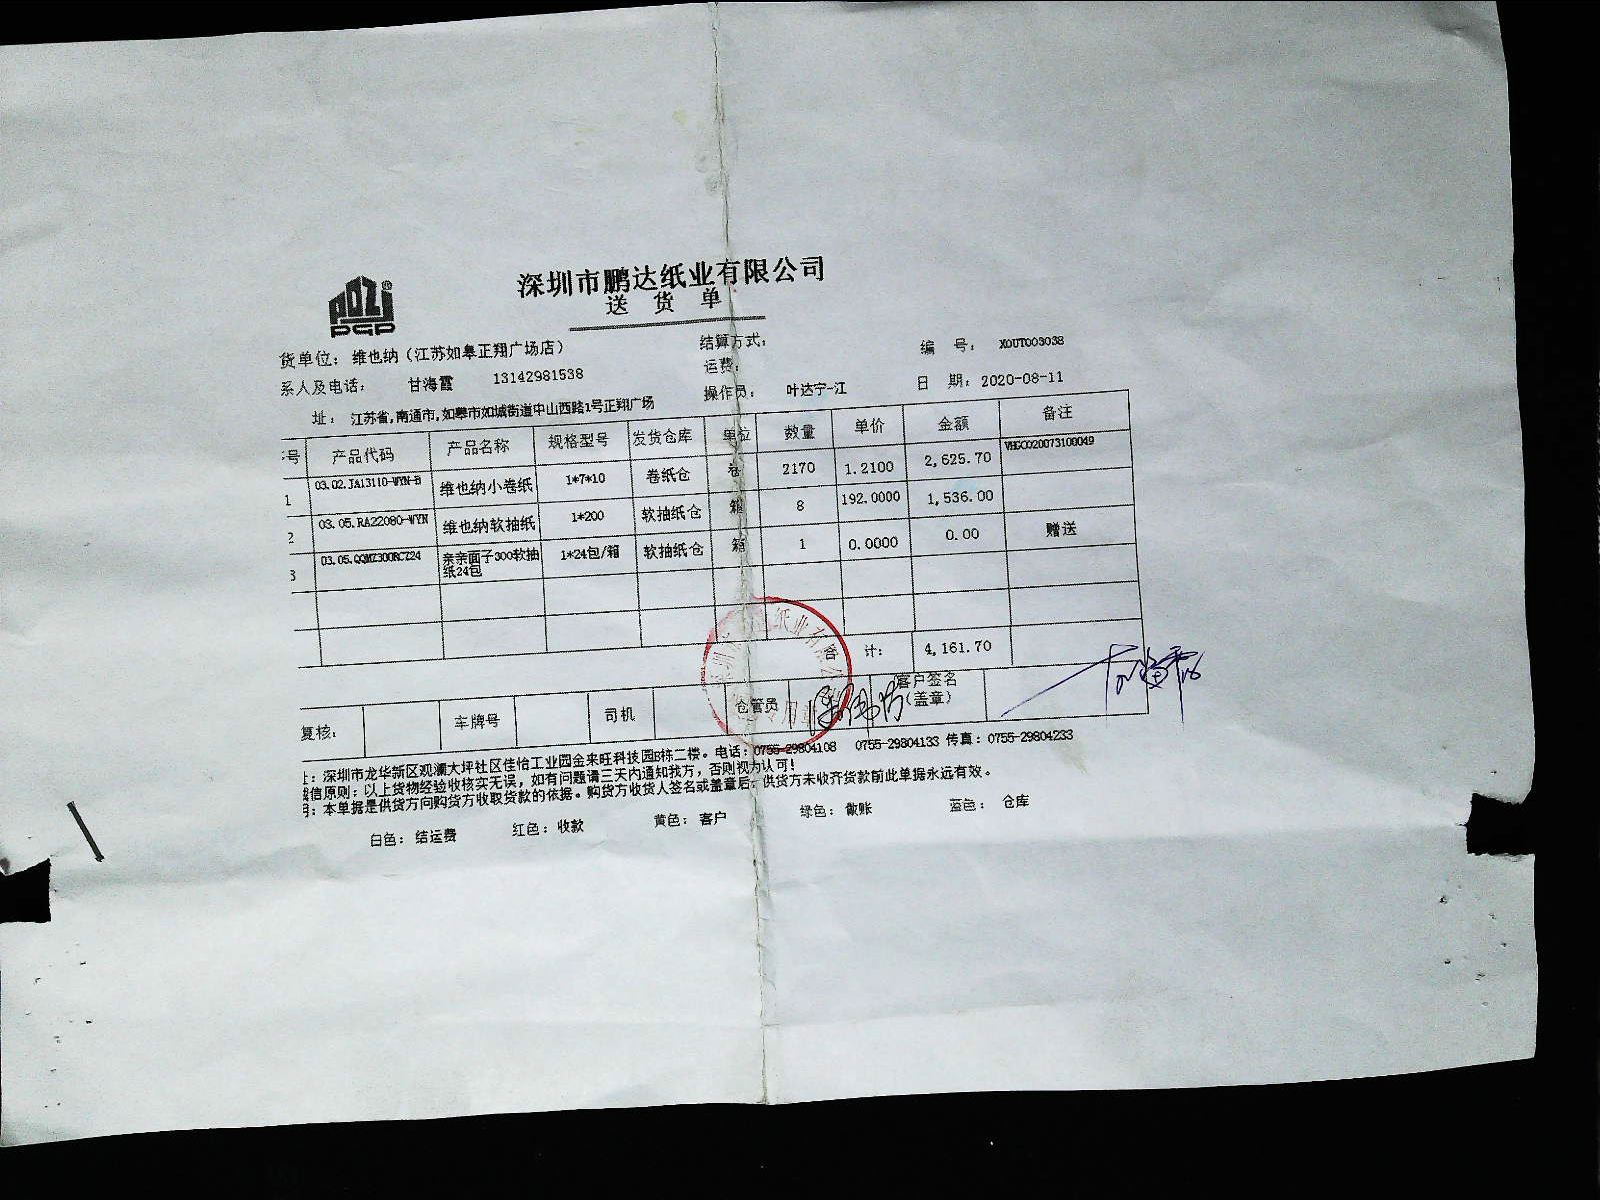 深圳市鹏达纸业有限公司
送 货 单
PGP
货单位: 维也纳(江苏如皋正翔广场店) 结算方式: 编 号: XOUT003038
系人及电话: 甘海霞 13142981538 运费: 日 期: 2020-08-11
址: 江苏省,南通市,如皋市如城街道中山西路1号正翔广场 操作员: 叶达宁-江
号 产品代码 产品名称 规格型号 发货仓库 单位 数量 单价 金额 备注
1 03.02.JA13110-WYN-B 维也纳小卷纸 1*7*10 卷纸仓 卷 2170 1.2100 2,625.70 VHGCO20073100049
2 03.05.RA22080-WYN 维也纳软抽纸 1*200 软抽纸仓 箱 8 192.0000 1,536.00
3 03.05.QQMZ300RCZ24 亲亲面子300软抽纸24包 1*24包/箱 软抽纸仓 箱 1 0.0000 0.00 赠送
合 计: 4,161.70
复核: 车牌号 司机 仓管员 客户签名(盖章)
址: 深圳市龙华新区观澜大坪社区佳怡工业园金来旺科技园B栋二楼。电话: 0755-29804108 0755-29804133 传真: 0755-29804233
诚信原则: 以上货物经验收核实无误, 如有问题请三天内通知我方, 否则视为认可!
明: 本单据是供货方向购货方收取货款的依据。购货方收货人签名或盖章后, 供货方未收齐货款前此单据永远有效。
白色: 结运费 红色: 收款 黄色: 客户 绿色: 做账 蓝色: 仓库